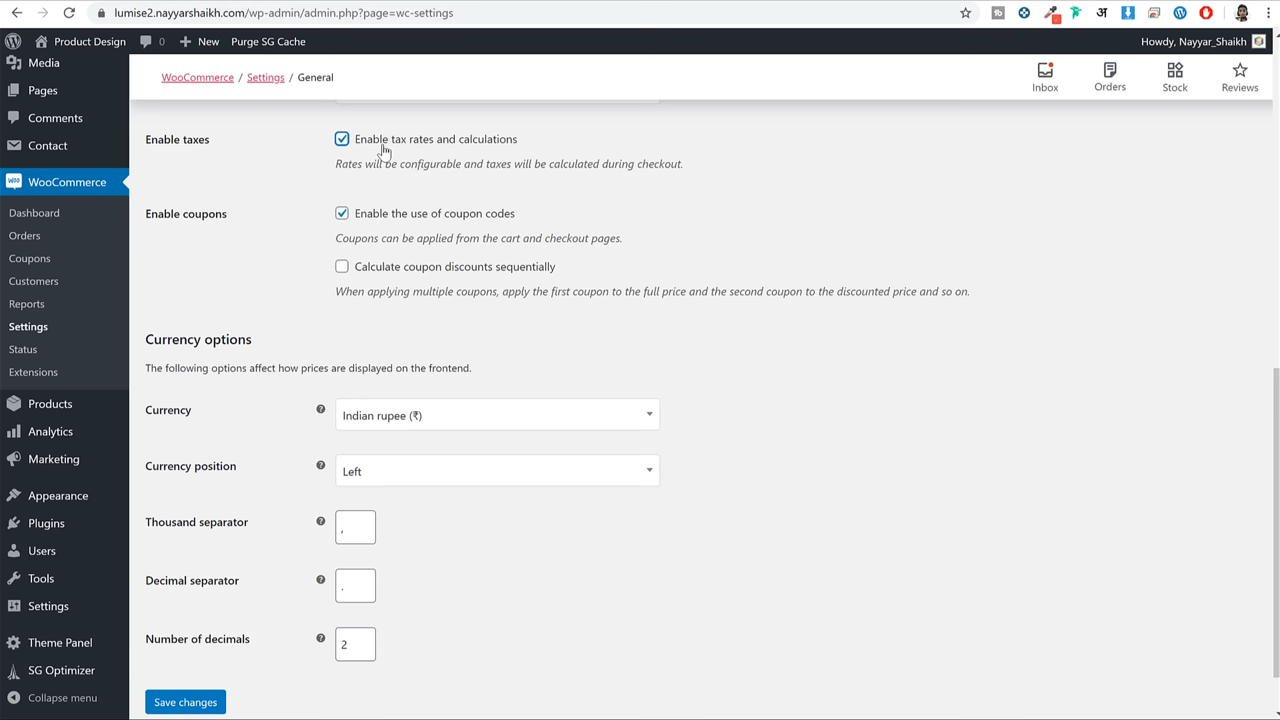 lumise2.nayyarshaikh.com/wp-admin/admin.php?page=wc-settings
Product Design 0 New Purge SG Cache Howdy, Nayyar_Shaikh
Media
Pages
Comments
Contact
WooCommerce
Dashboard
Orders
Coupons
Customers
Reports
Settings
Status
Extensions
Products
Analytics
Marketing
Appearance
Plugins
Users
Tools
Settings
Theme Panel
SG Optimizer
Collapse menu
WooCommerce / Settings / General
Inbox Orders Stock Reviews
Enable taxes Enable tax rates and calculations
Rates will be configurable and taxes will be calculated during checkout.
Enable coupons Enable the use of coupon codes
Coupons can be applied from the cart and checkout pages.
Calculate coupon discounts sequentially
When applying multiple coupons, apply the first coupon to the full price and the second coupon to the discounted price and so on.
Currency options
The following options affect how prices are displayed on the frontend.
Currency ? Indian rupee (₹)
Currency position ? Left
Thousand separator ? ,
Decimal separator ? .
Number of decimals ? 2
Save changes